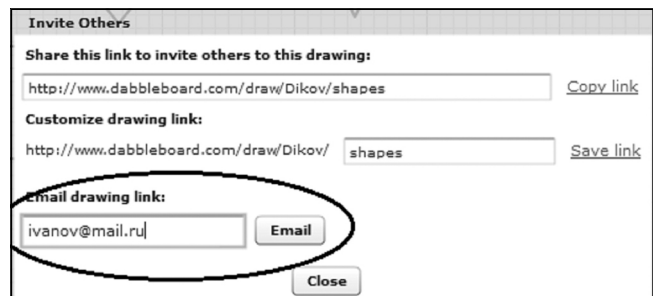 Invite Others
Share this link to invite others to this drawing:
http://www.dabbleboard.com/draw/Dikov/shapes Copy link
Customize drawing link:
http://www.dabbleboard.com/draw/Dikov/ shapes Save link
Email drawing link:
ivanov@mail.ru Email
Close